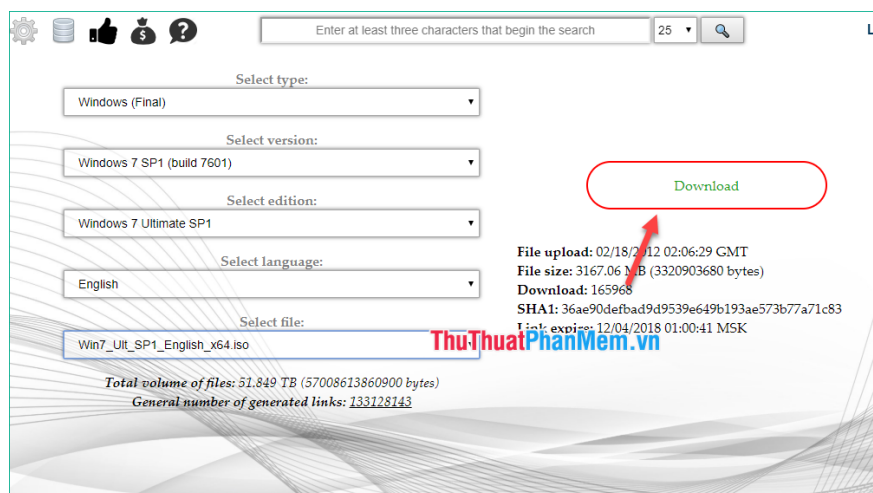 Enter at least three characters that begin the search
25
L
Select type:
Windows (Final)
Select version:
Windows 7 SP1 (build 7601)
Select edition:
Windows 7 Ultimate SP1
Select language:
English
Select file:
Win7_Ult_SP1_English_x64.iso
Total volume of files: 51.849 TB (57008613860900 bytes)
General number of generated links: 133128143
Download
File upload: 02/18/2012 02:06:29 GMT
File size: 3167.06 MB (3320903680 bytes)
Download: 165968
SHA1: 36ae90defbad9d9539e649b193ae573b77a71c83
Link expire: 12/04/2018 01:00:41 MSK
ThuThuatPhanMem.vn